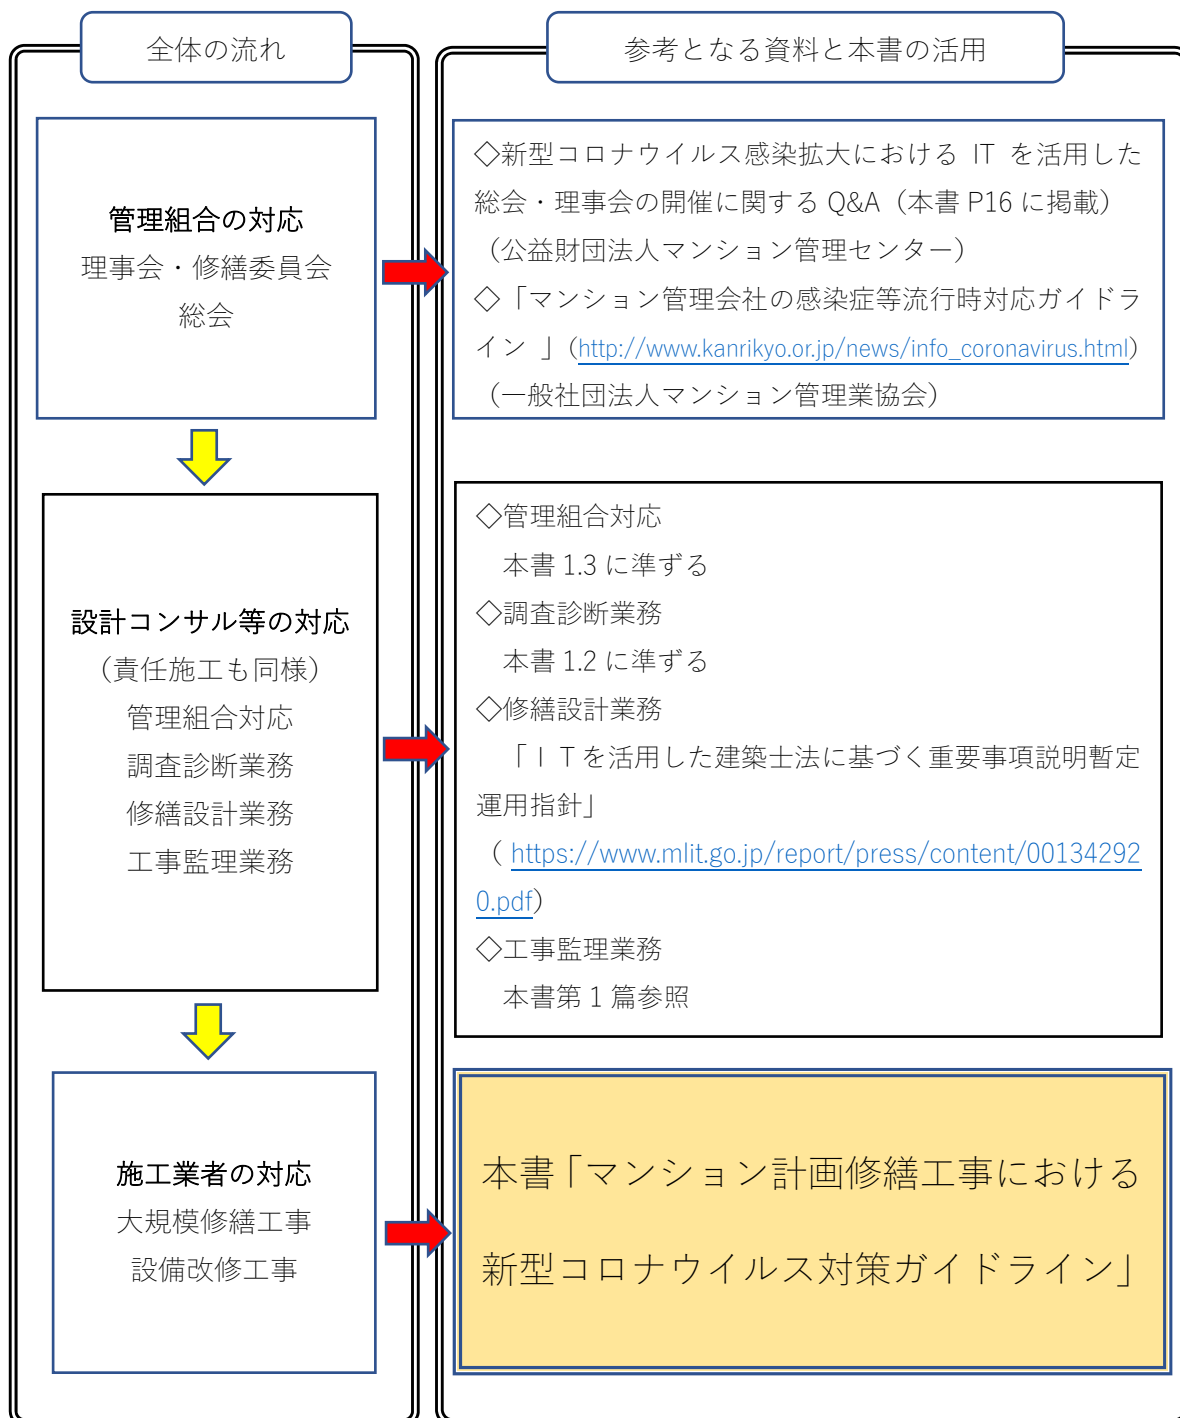 全体の流れ
管理組合の対応
理事会・修繕委員会
総会
設計コンサル等の対応
（責任施工も同様）
管理組合対応
調査診断業務
修繕設計業務
工事監理業務
施工業者の対応
大規模修繕工事
設備改修工事
参考となる資料と本書の活用
◇新型コロナウイルス感染拡大における IT を活用した
総会・理事会の開催に関する Q&A（本書 P16 に掲載）
（公益財団法人マンション管理センター）
◇「マンション管理会社の感染症等流行時対応ガイドラ
イン 」（http://www.kanrikyo.or.jp/news/info_coronavirus.html）
（一般社団法人マンション管理業協会）
◇管理組合対応
本書 1.3 に準ずる
◇調査診断業務
本書 1.2 に準ずる
◇修繕設計業務
「ＩＴを活用した建築士法に基づく重要事項説明暫定
運用指針」
（ https://www.mlit.go.jp/report/press/content/00134292
0.pdf）
◇工事監理業務
本書第 1 篇参照
本書「マンション計画修繕工事における
新型コロナウイルス対策ガイドライン」